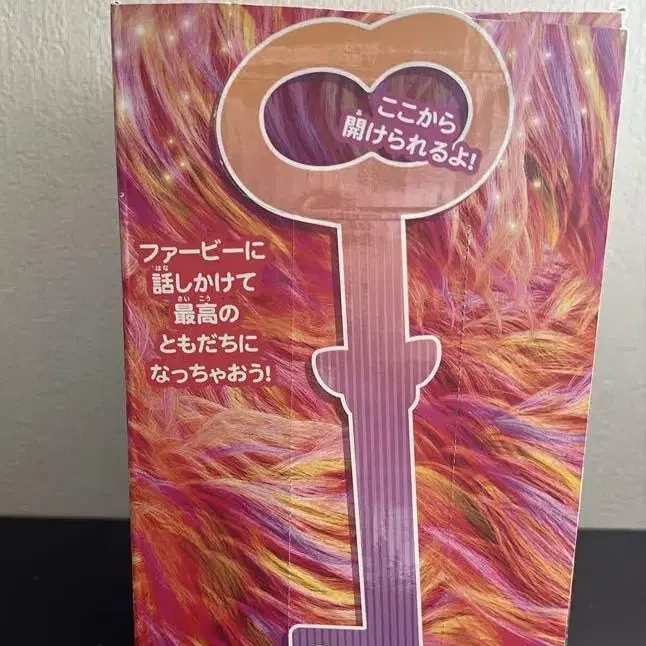 ここから
開けられるよ!
ファービーに
話しかけて
最高の
ともだちに
なっちゃおう!